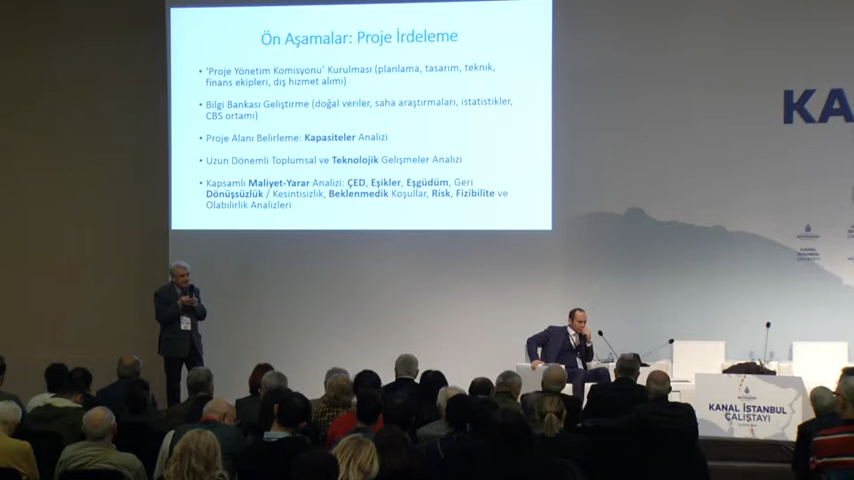 Ön Aşamalar: Proje İrdeleme
• 'Proje Yönetim Komisyonu' Kurulması (planlama, tasarım, teknik,
finans ekipleri, dış hizmet alımı)
• Bilgi Bankası Geliştirme (doğal veriler, saha araştırmaları, istatistikler,
CBS ortamı)
• Proje Alanı Belirleme: Kapasiteler Analizi
• Uzun Dönemli Toplumsal ve Teknolojik Gelişmeler Analizi
• Kapsamlı Maliyet-Yarar Analizi: ÇED, Eşikler, Eşgüdüm, Geri
Dönüşsüzlük / Kesintisizlik, Beklenmedik Koşullar, Risk, Fizibilite ve
Olabilirlik Analizleri
KA
KANAL
İSTANBUL
ÇALIŞTAYI
KANAL İSTANBUL
ÇALIŞTAYI